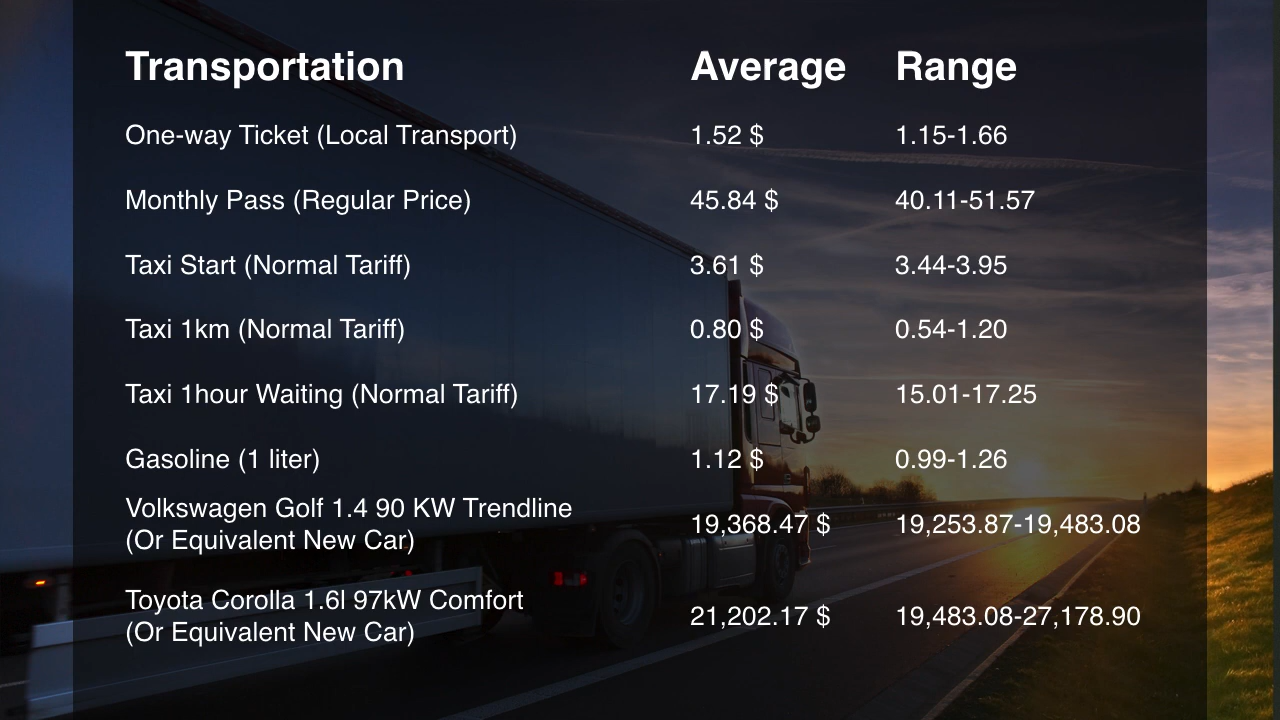 Transportation Average Range
One-way Ticket (Local Transport) 1.52 $ 1.15-1.66
Monthly Pass (Regular Price) 45.84 $ 40.11-51.57
Taxi Start (Normal Tariff) 3.61 $ 3.44-3.95
Taxi 1km (Normal Tariff) 0.80 $ 0.54-1.20
Taxi 1hour Waiting (Normal Tariff) 17.19 $ 15.01-17.25
Gasoline (1 liter) 1.12 $ 0.99-1.26
Volkswagen Golf 1.4 90 KW Trendline
(Or Equivalent New Car) 19,368.47 $ 19,253.87-19,483.08
Toyota Corolla 1.6l 97kW Comfort
(Or Equivalent New Car) 21,202.17 $ 19,483.08-27,178.90